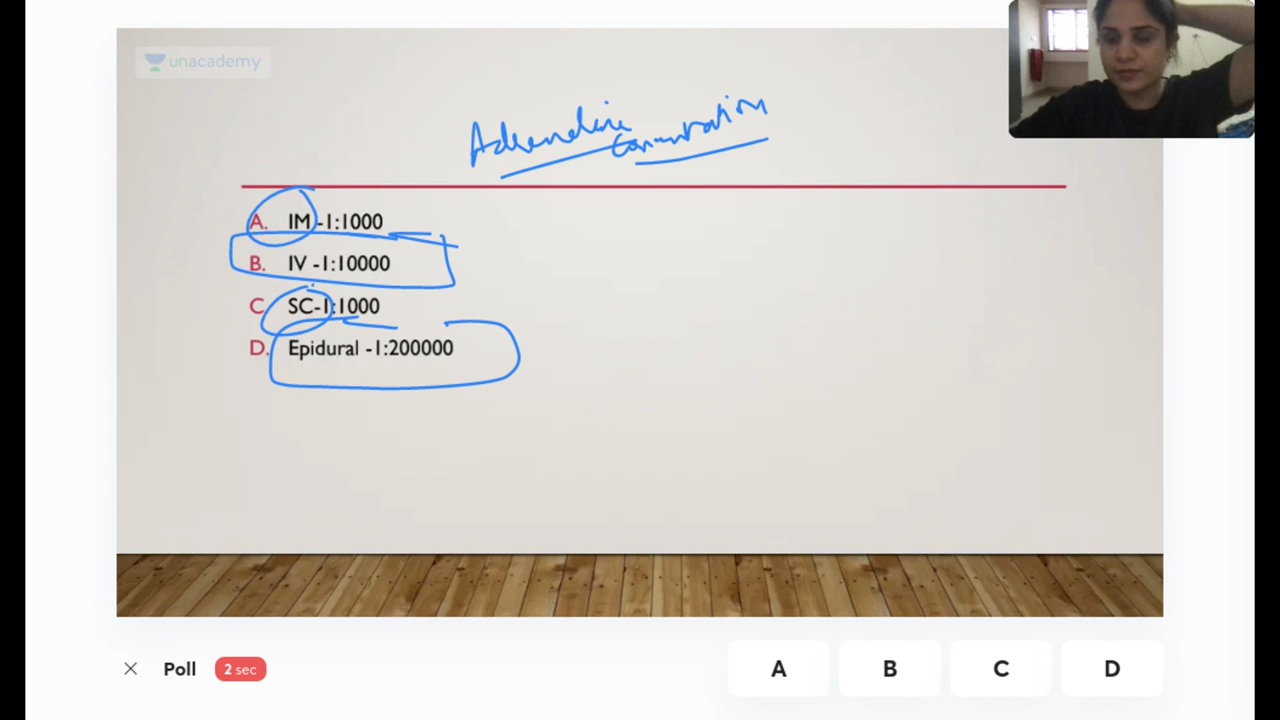 unacademy
Adrenaline
Concentration
A. IM -1:1000
B. IV -1:10000
C. SC-1:1000
D. Epidural -1:200000
Poll 2 sec A B C D